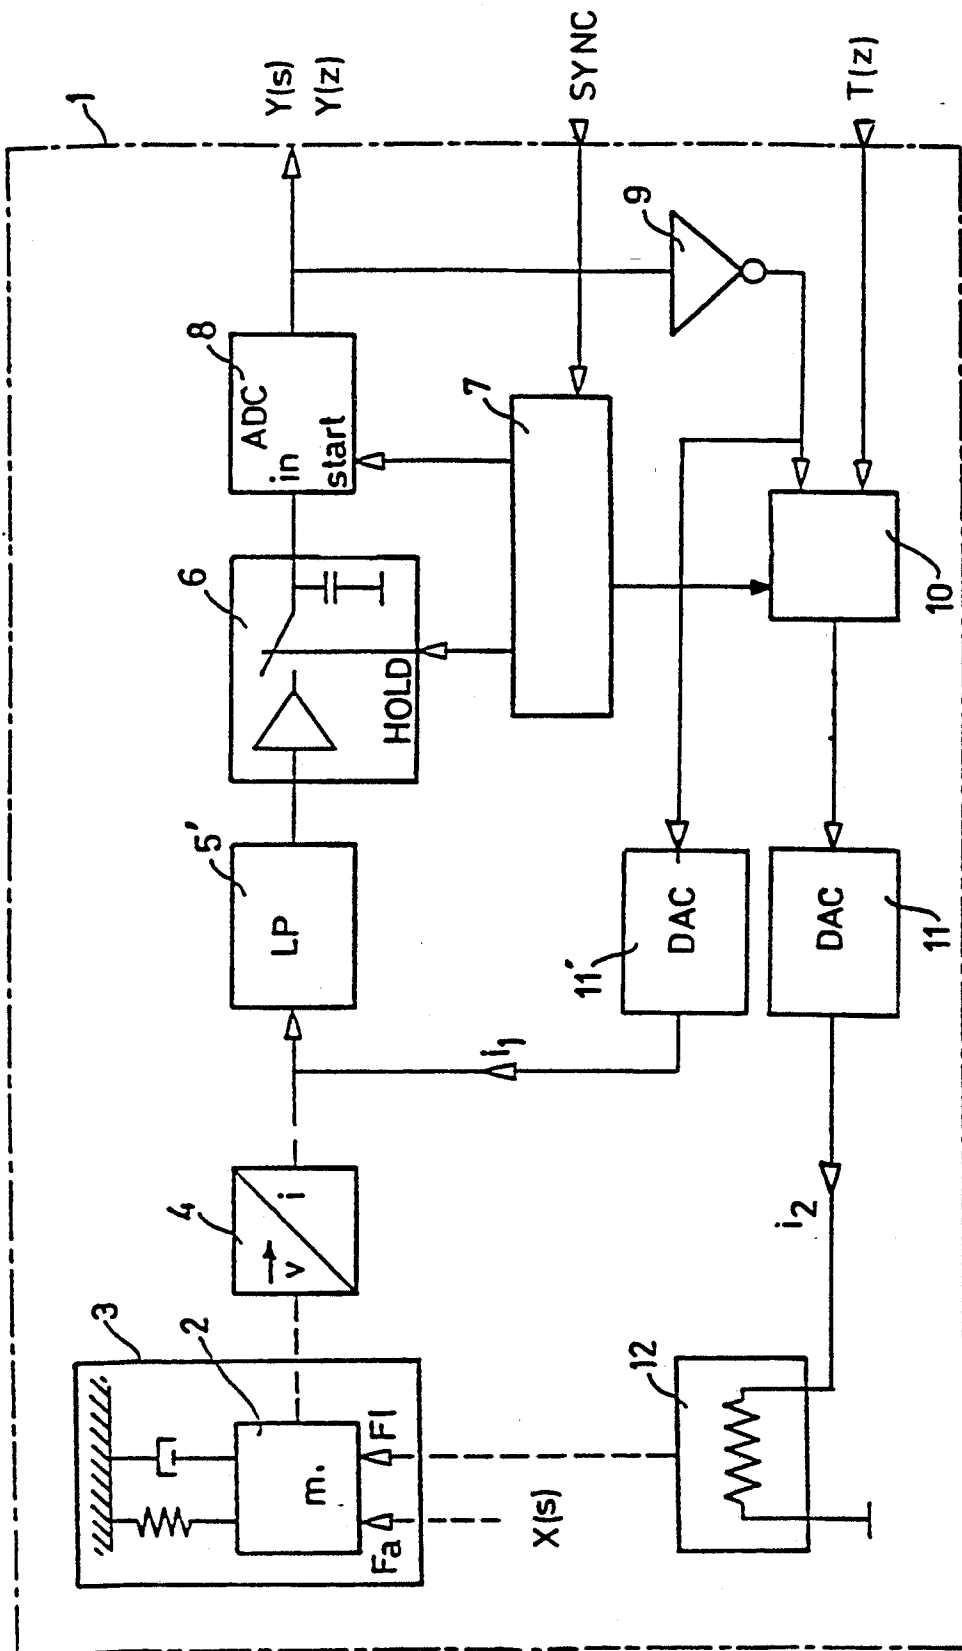 1
Y(s)
Y(z)
SYNC
T(z)
8
ADC
in
start
9
6
HOLD
7
10
5'
LP
11'
DAC
DAC
11
i1
i2
4
v
i
3
2
m.
Fa
Fl
X(s)
12